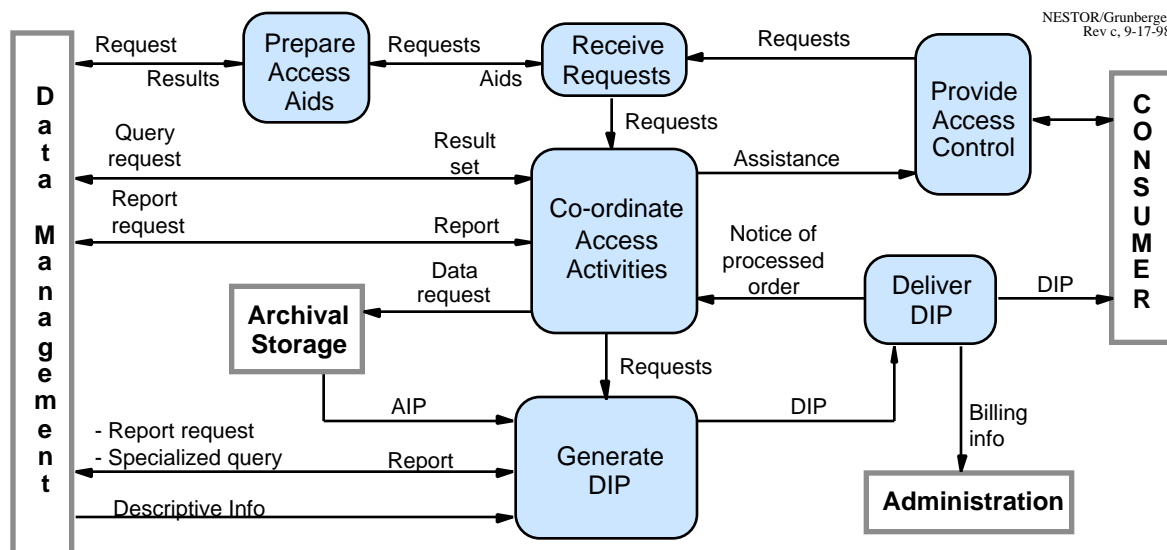 NESTOR/Grunberge
Rev c, 9-17-98
Request
Results
Prepare
Access
Aids
Requests
Aids
Receive
Requests
Requests
Provide
Access
Control
CONSUMER
Data Management
Requests
Query
request
Result
set
Assistance
Report
request
Report
Co-ordinate
Access
Activities
Notice of
processed
order
Data
request
Deliver
DIP
DIP
Archival
Storage
Requests
AIP
DIP
Billing
info
- Report request
- Specialized query
Report
Generate
DIP
Administration
Descriptive Info